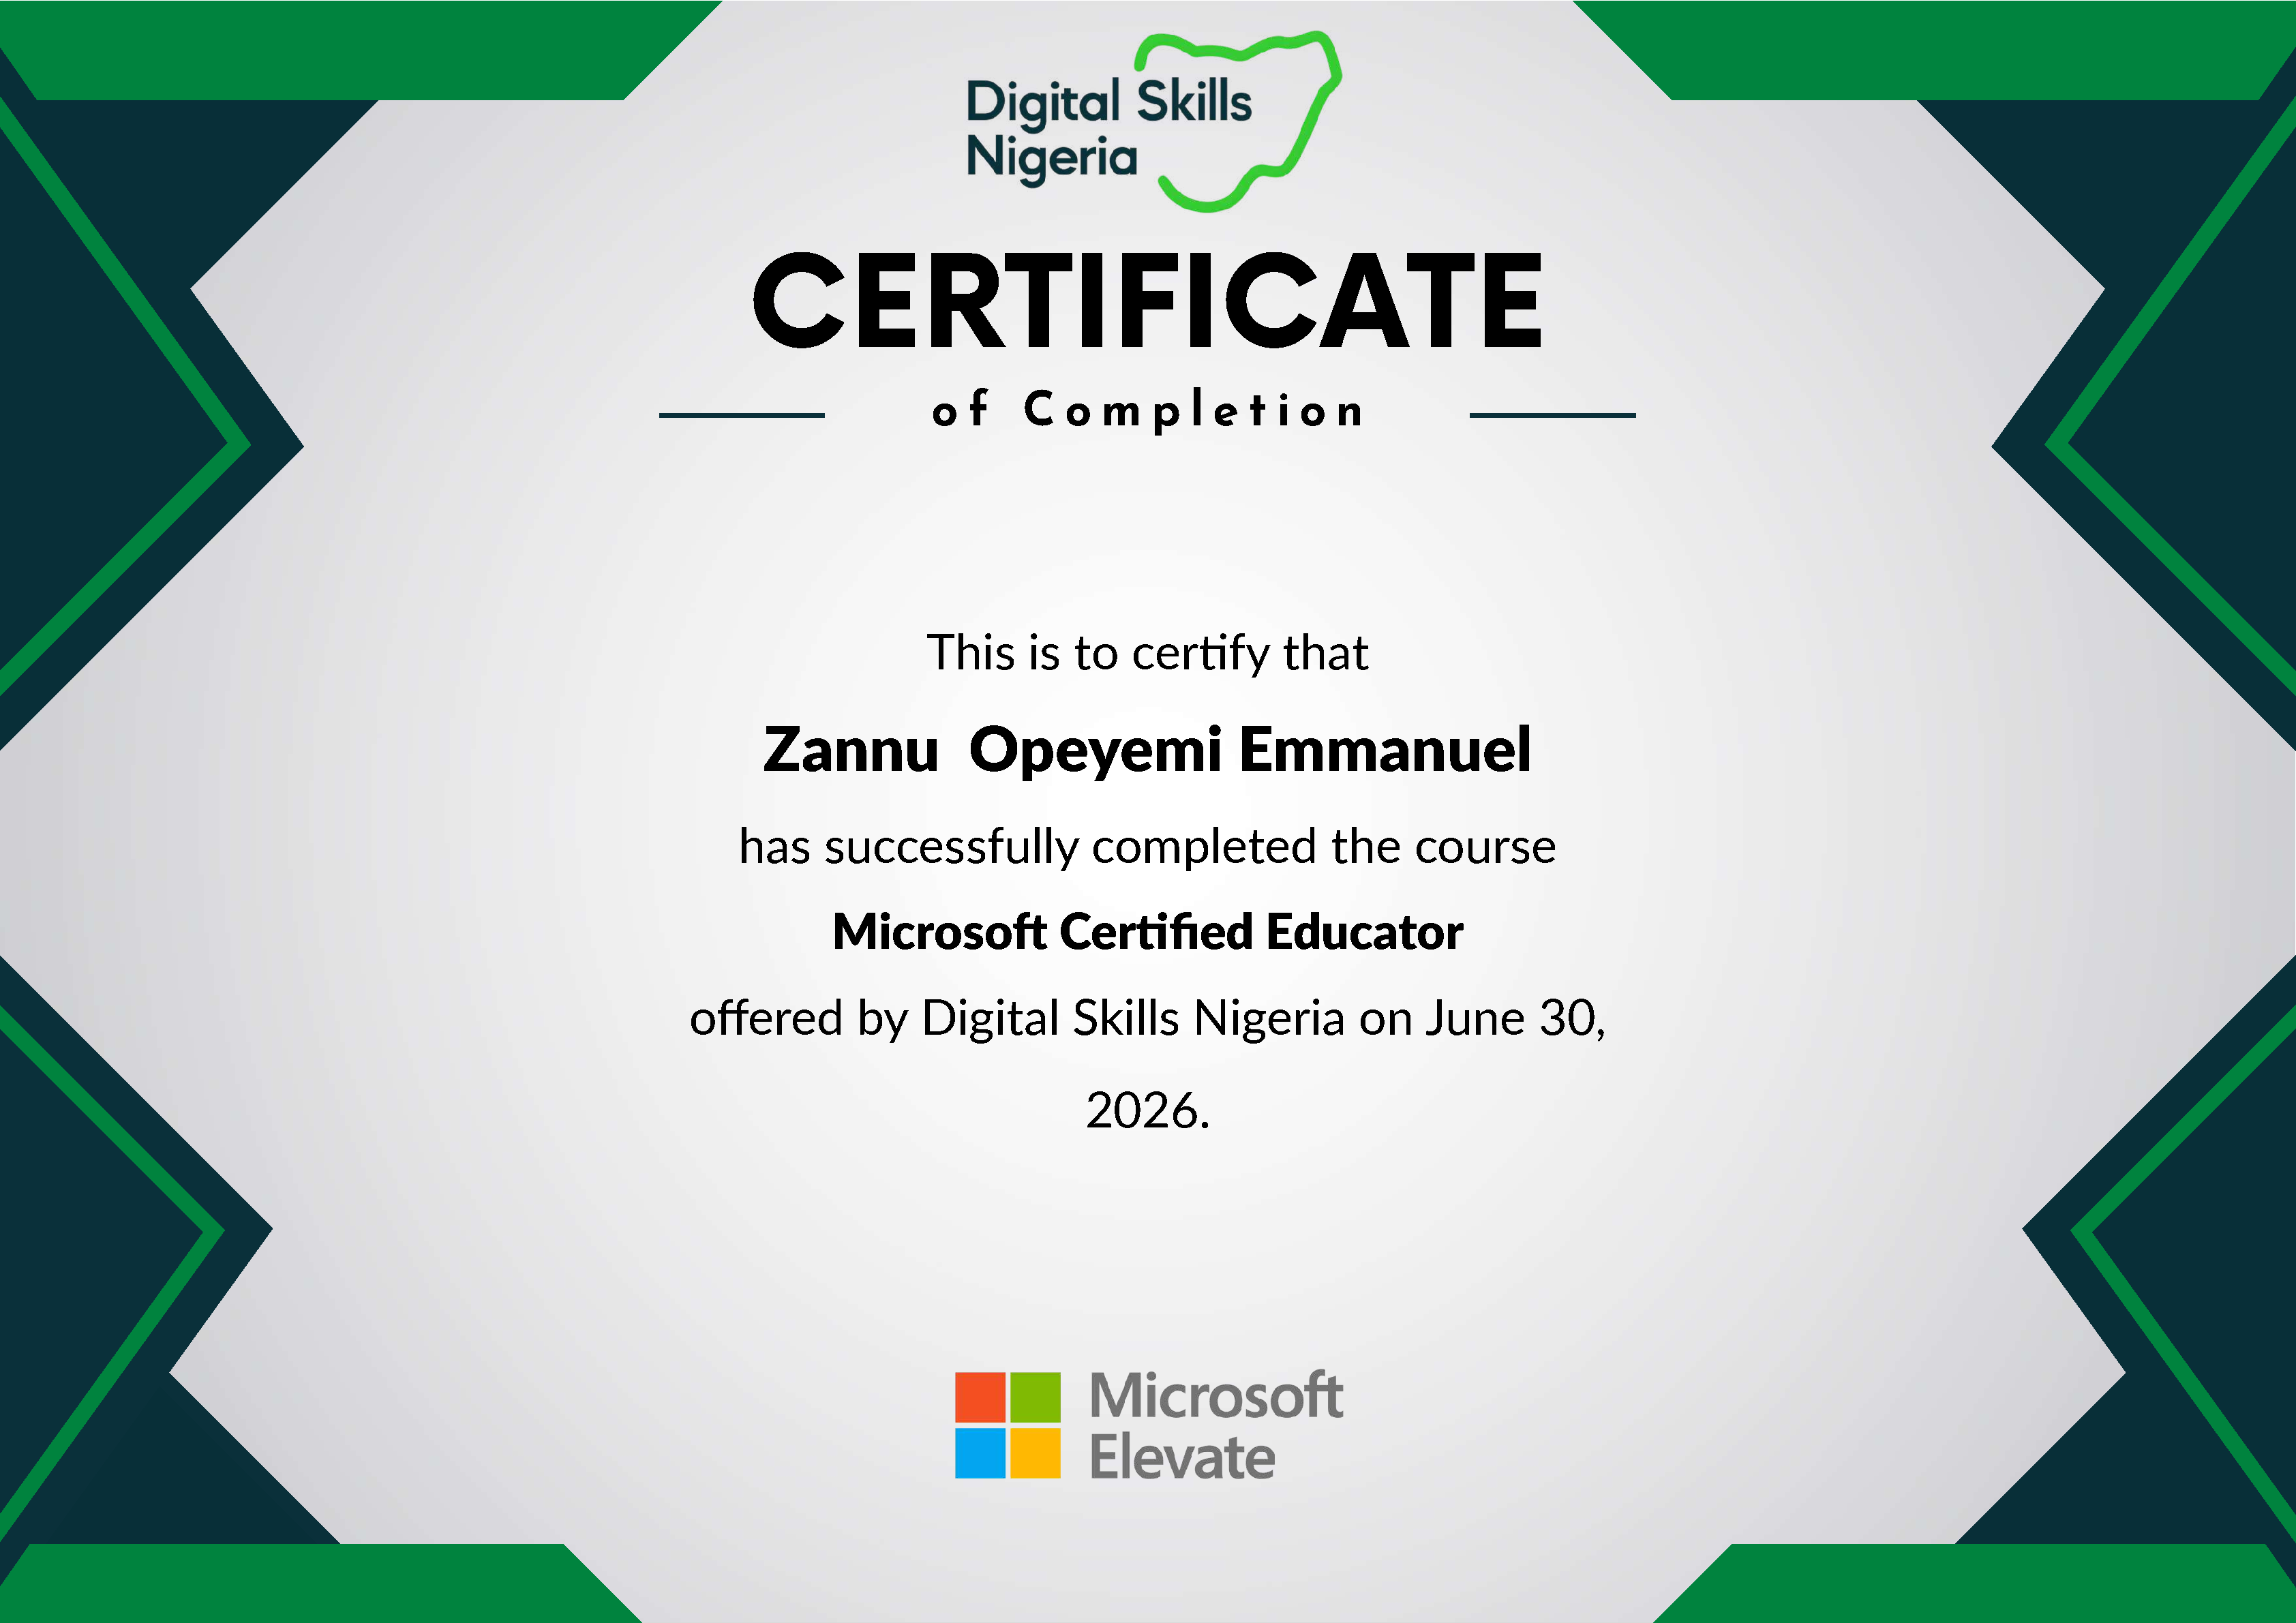 Digital Skills
Nigeria
CERTIFICATE
of Completion
This is to certify that
Zannu  Opeyemi Emmanuel
has successfully completed the course
Microsoft Certified Educator
offered by Digital Skills Nigeria on June 30,
2026.
Microsoft
Elevate